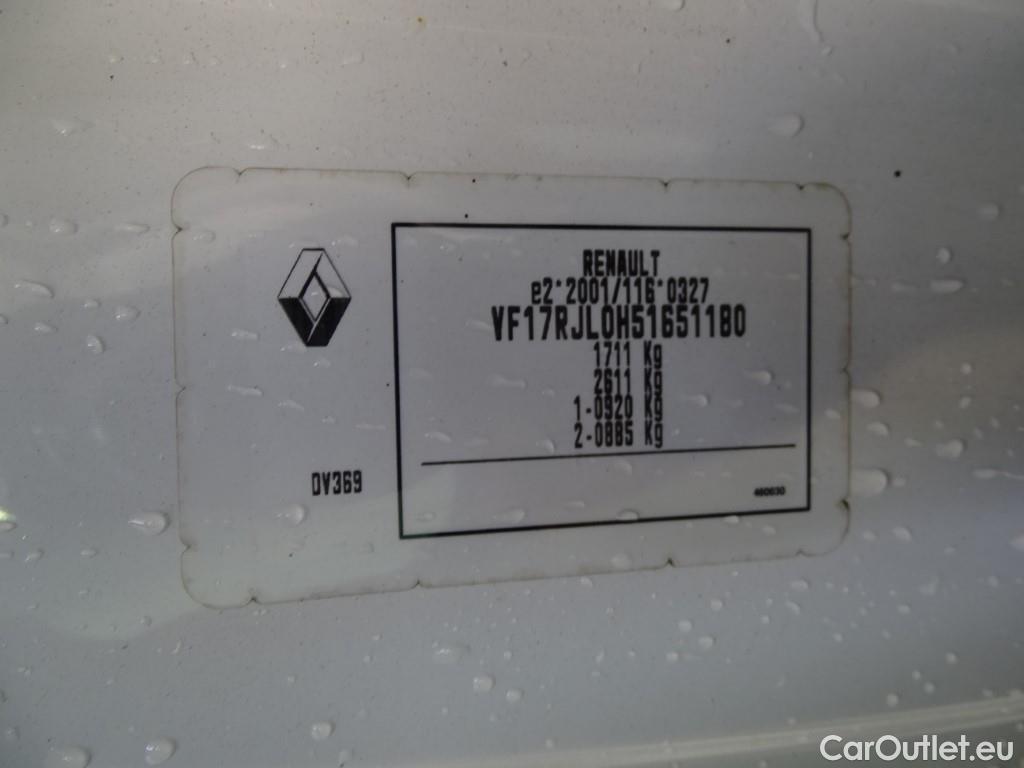 RENAULT
e2*2001/116*0327
VF17RJL0H51651180
1711 Kg
2611 Kg
1-0920 Kg
2-0885 Kg
DV369
460630
CarOutlet.eu